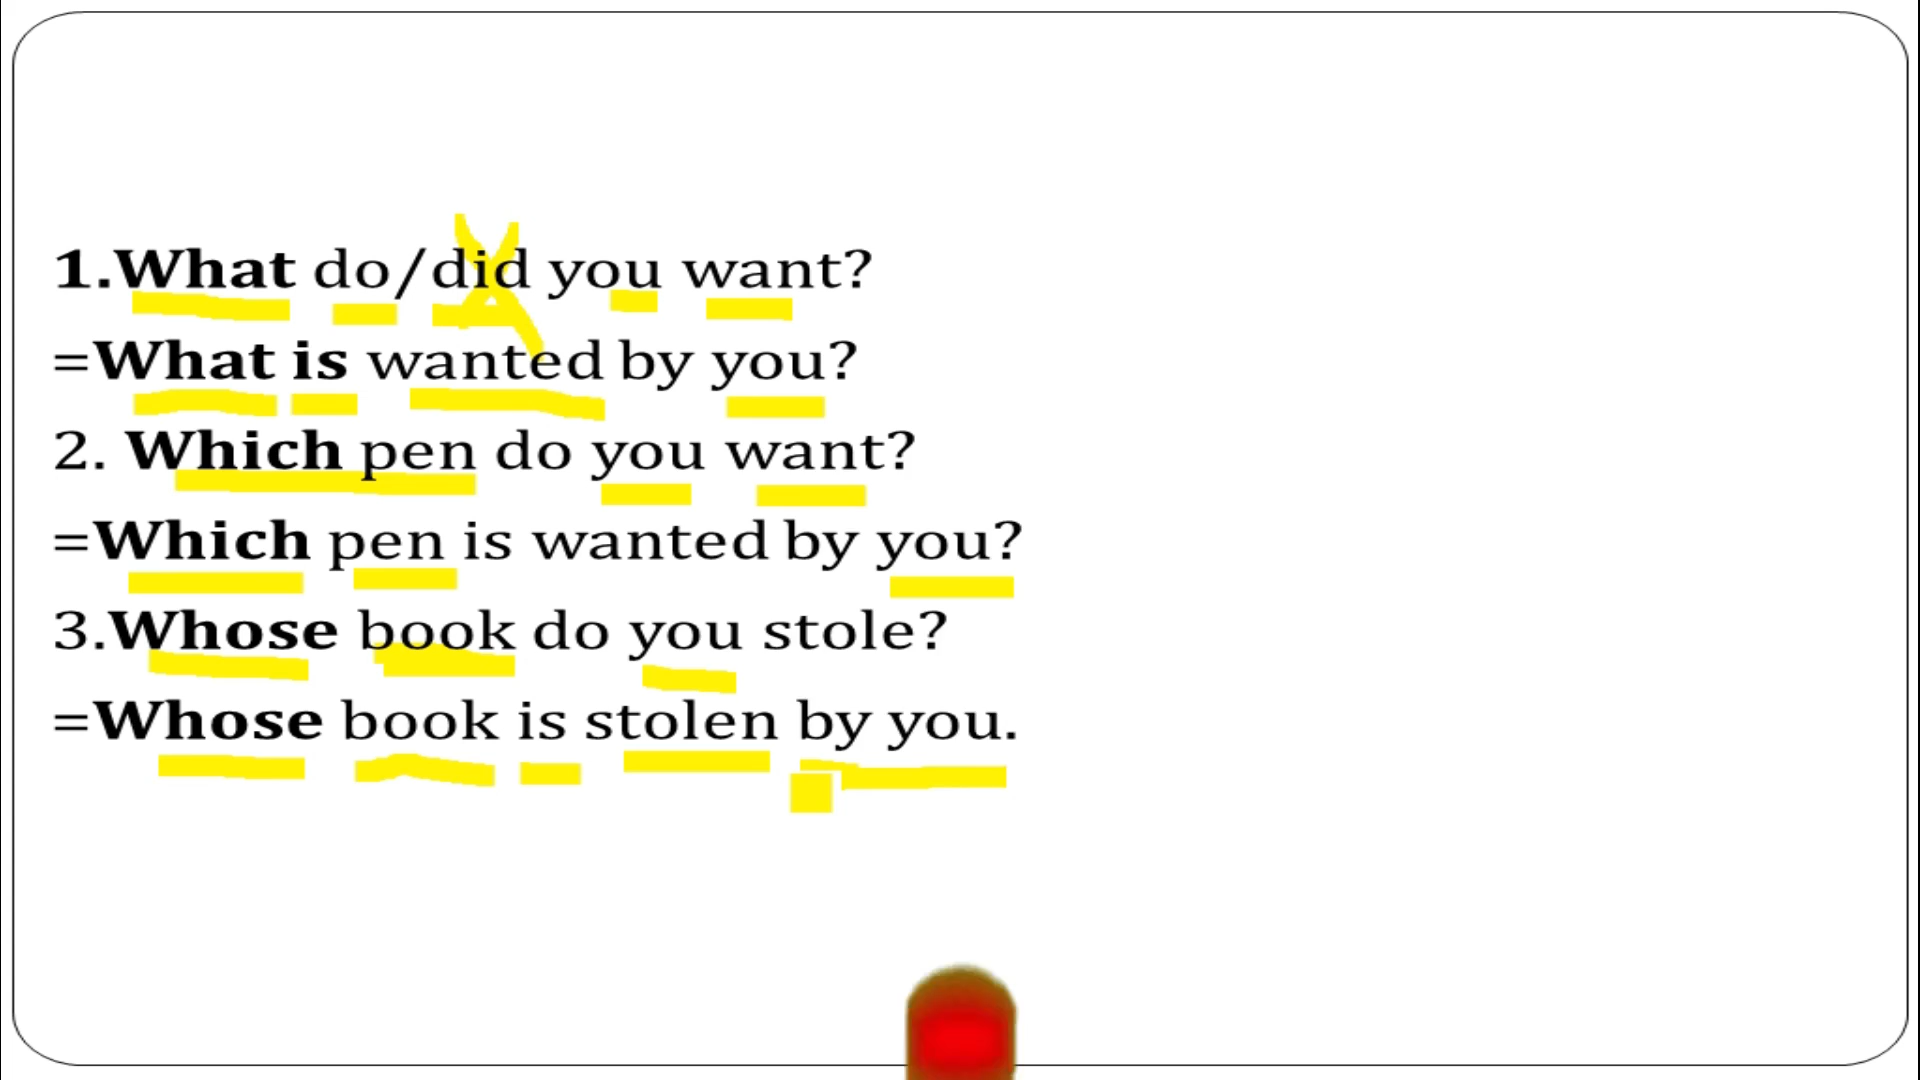 1.What do/did you want?
=What is wanted by you?
2. Which pen do you want?
=Which pen is wanted by you?
3.Whose book do you stole?
=Whose book is stolen by you.